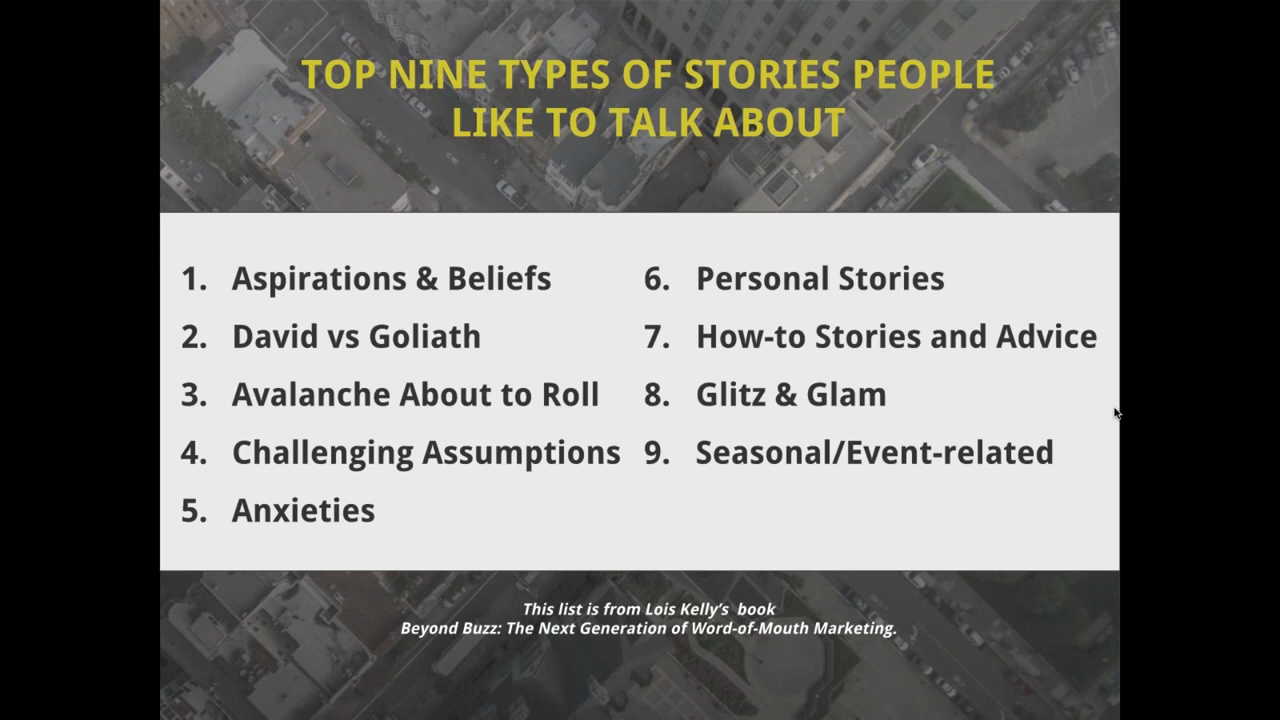 TOP NINE TYPES OF STORIES PEOPLE
LIKE TO TALK ABOUT
1. Aspirations & Beliefs
2. David vs Goliath
3. Avalanche About to Roll
4. Challenging Assumptions
5. Anxieties
6. Personal Stories
7. How-to Stories and Advice
8. Glitz & Glam
9. Seasonal/Event-related
This list is from Lois Kelly’s book
Beyond Buzz: The Next Generation of Word-of-Mouth Marketing.